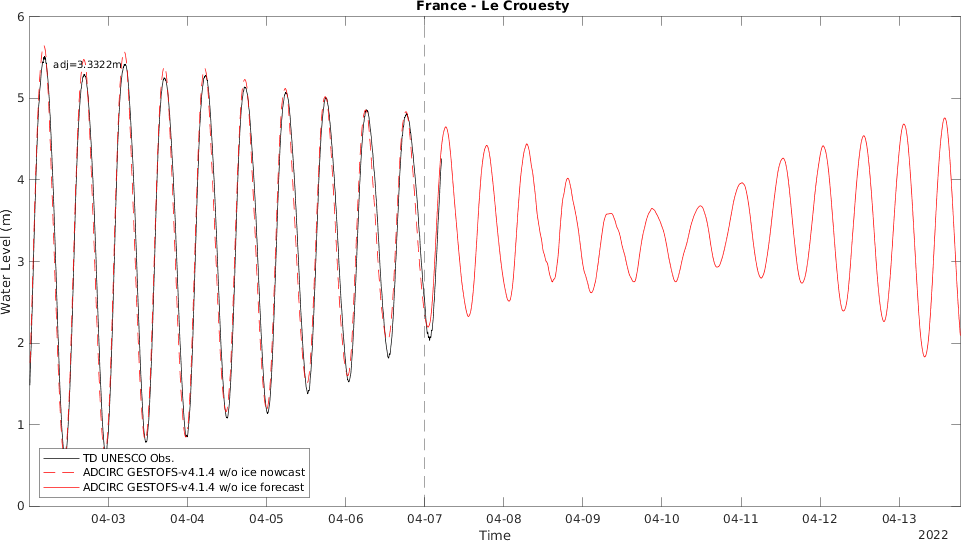 France - Le Crouesty
adj=3.3322m
Water Level (m)
6
5
4
3
2
1
0
TD UNESCO Obs.
ADCIRC GESTOFS-v4.1.4 w/o ice nowcast
ADCIRC GESTOFS-v4.1.4 w/o ice forecast
04-03 04-04 04-05 04-06 04-07 04-08 04-09 04-10 04-11 04-12 04-13
Time
2022